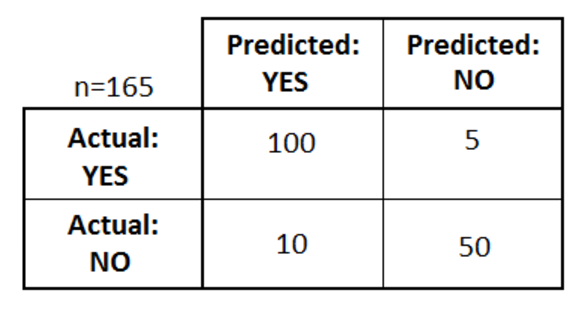 Predicted: Predicted:
n=165 YES NO
Actual:
YES 100 5
Actual:
NO 10 50